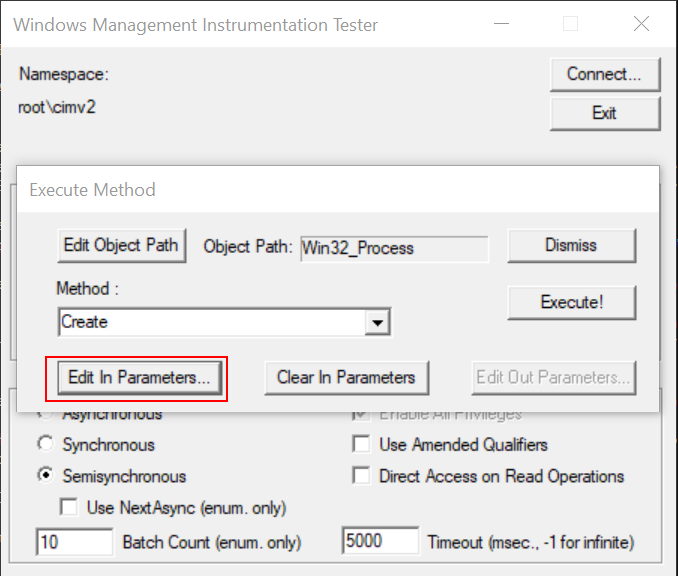 Windows Management Instrumentation Tester
Namespace:
Connect...
root\cimv2
Exit
Execute Method
Edit Object Path
Object Path:
Win32_Process
Dismiss
Method :
Execute!
Create
Edit In Parameters...
Clear In Parameters
Edit Out Parameters...
Asynchronous
Enable All Privileges
Synchronous
Use Amended Qualifiers
Semisynchronous
Direct Access on Read Operations
Use NextAsync (enum. only)
10
Batch Count (enum. only)
5000
Timeout (msec., -1 for infinite)